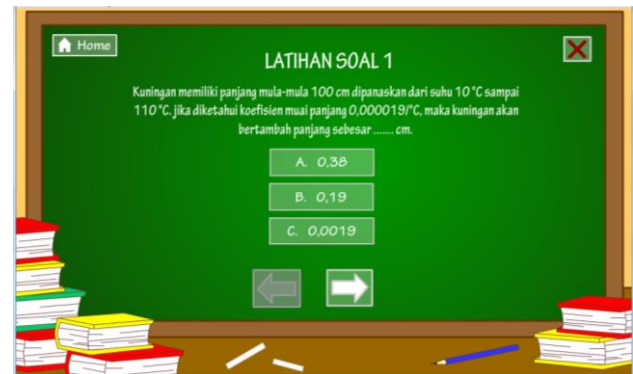 Home
LATIHAN SOAL 1
Kuningan memiliki panjang mula-mula 100 cm dipanaskan dari suhu 10 °C sampai
110 °C. jika diketahui koefisien muai panjang 0,000019/°C, maka kuningan akan
bertambah panjang sebesar ....... cm.
A. 0,38
B. 0,19
C. 0,0019